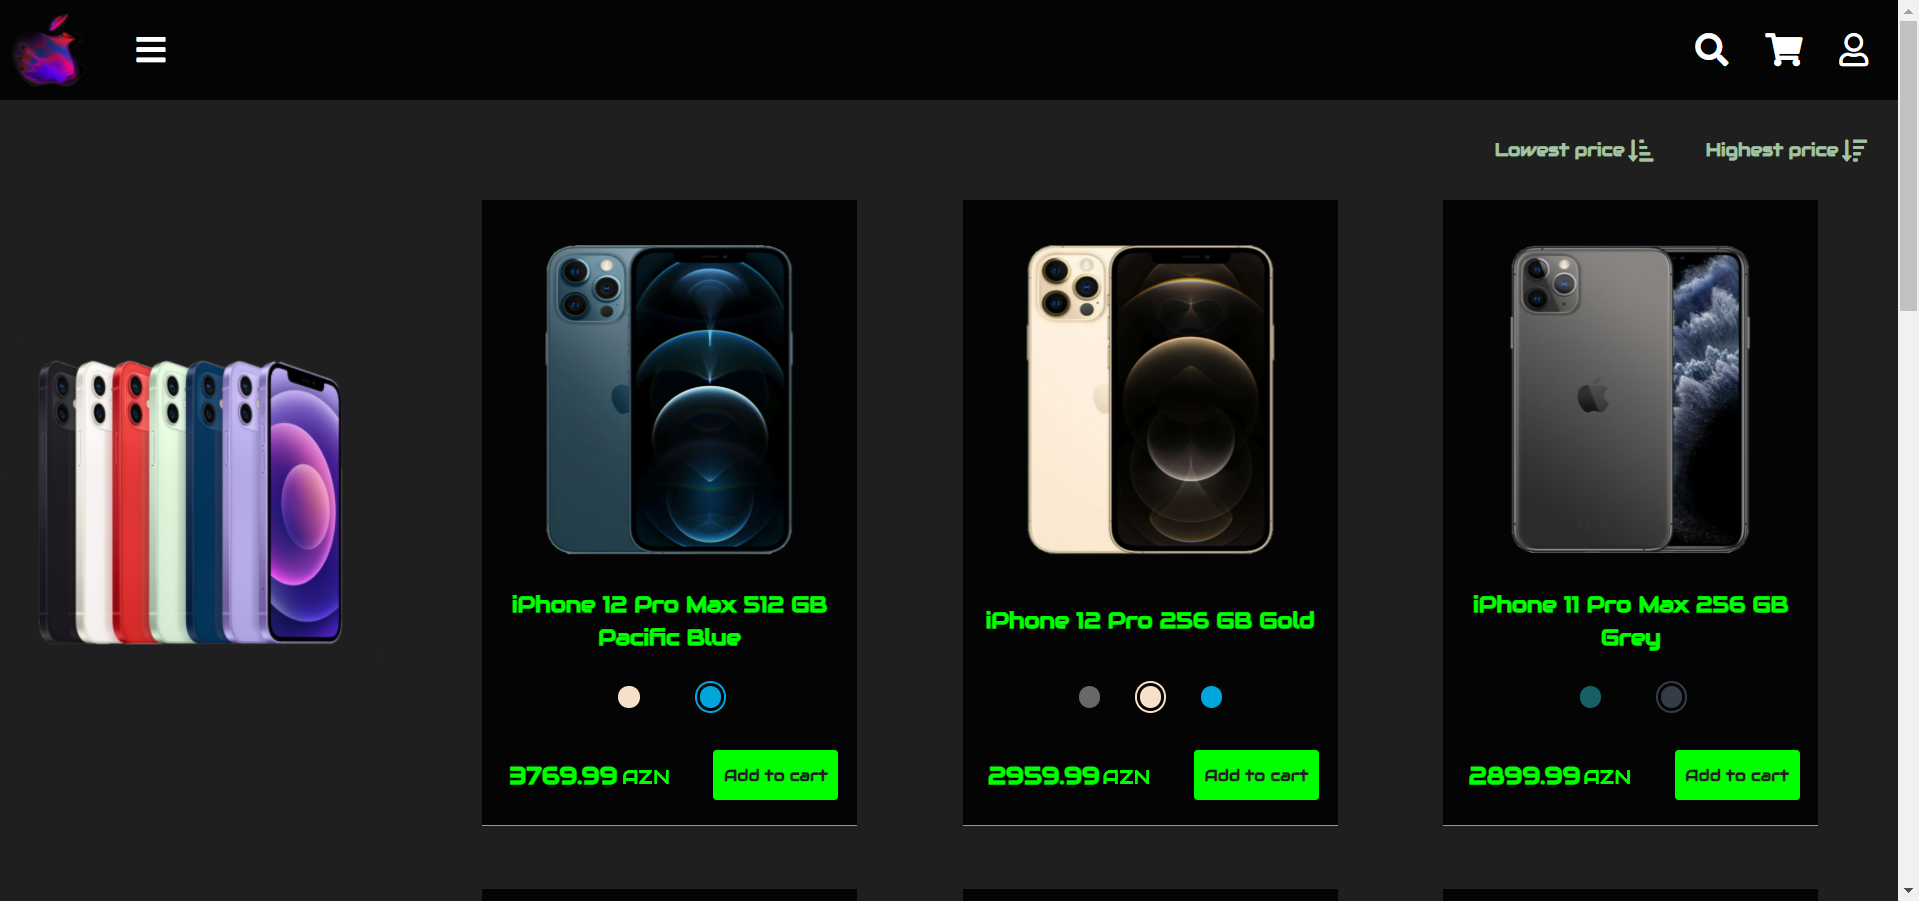 Lowest price
Highest price
iPhone 12 Pro Max 512 GB
Pacific Blue
3769.99 AZN
Add to cart
iPhone 12 Pro 256 GB Gold
2959.99 AZN
Add to cart
iPhone 11 Pro Max 256 GB
Grey
2899.99 AZN
Add to cart